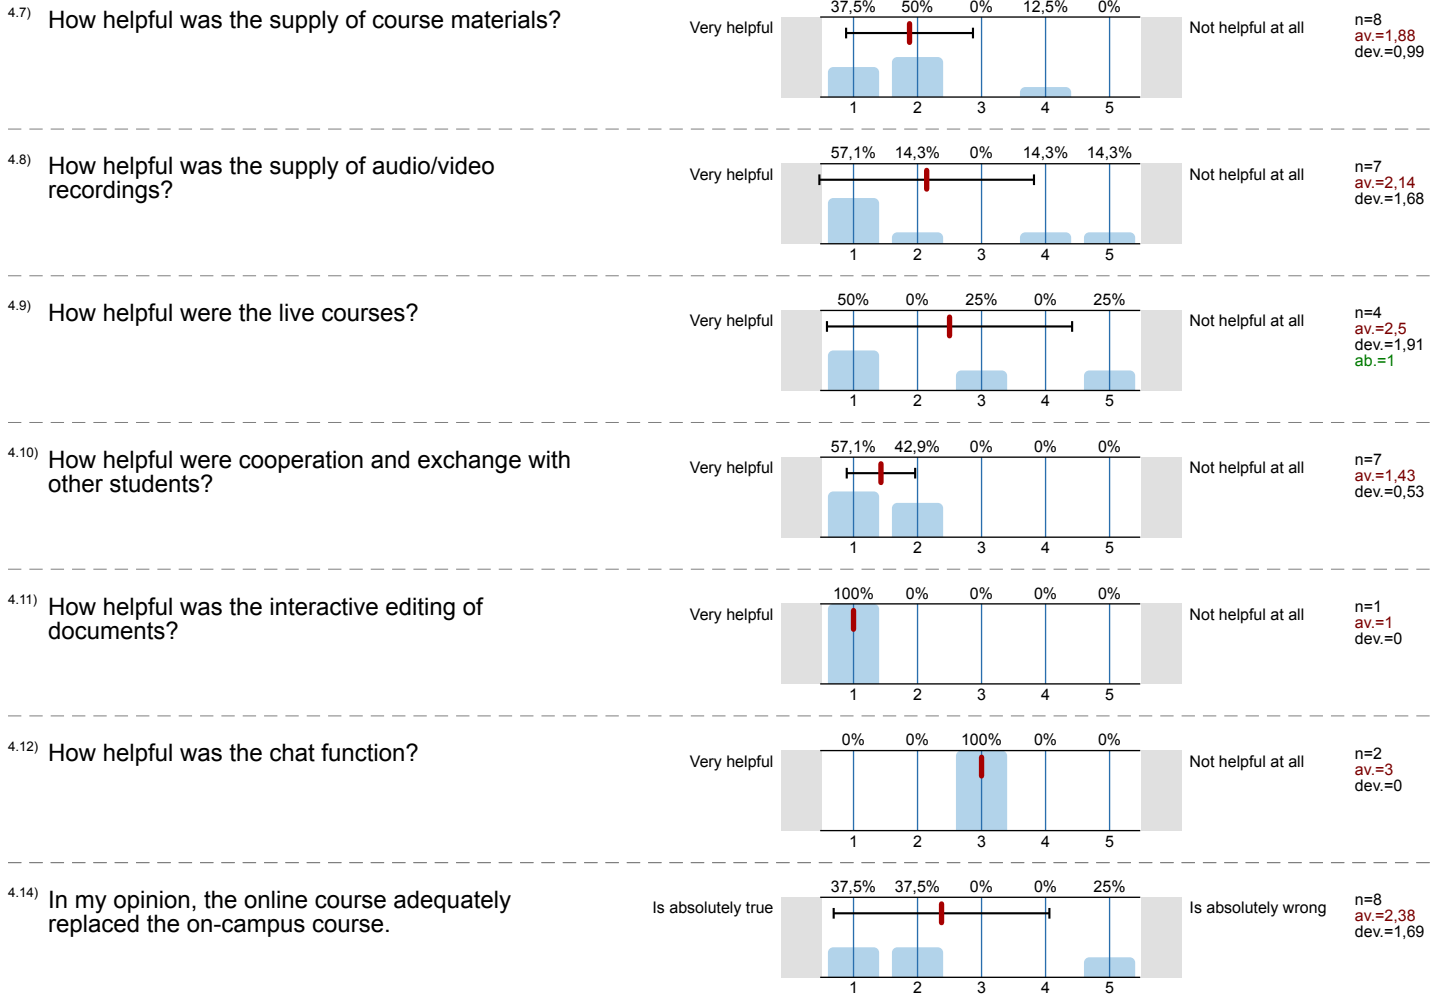 4.7) How helpful was the supply of course materials?
37,5% 50% 0% 12,5% 0%
Very helpful
Not helpful at all
n=8
av.=1,88
dev.=0,99
1 2 3 4 5
4.8) How helpful was the supply of audio/video
recordings?
57,1% 14,3% 0% 14,3% 14,3%
Very helpful
Not helpful at all
n=7
av.=2,14
dev.=1,68
1 2 3 4 5
4.9) How helpful were the live courses?
50% 0% 25% 0% 25%
Very helpful
Not helpful at all
n=4
av.=2,5
dev.=1,91
ab.=1
1 2 3 4 5
4.10) How helpful were cooperation and exchange with
other students?
57,1% 42,9% 0% 0% 0%
Very helpful
Not helpful at all
n=7
av.=1,43
dev.=0,53
1 2 3 4 5
4.11) How helpful was the interactive editing of
documents?
100% 0% 0% 0% 0%
Very helpful
Not helpful at all
n=1
av.=1
dev.=0
1 2 3 4 5
4.12) How helpful was the chat function?
0% 0% 100% 0% 0%
Very helpful
Not helpful at all
n=2
av.=3
dev.=0
1 2 3 4 5
4.14) In my opinion, the online course adequately
replaced the on-campus course.
37,5% 37,5% 0% 0% 25%
Is absolutely true
Is absolutely wrong
n=8
av.=2,38
dev.=1,69
1 2 3 4 5